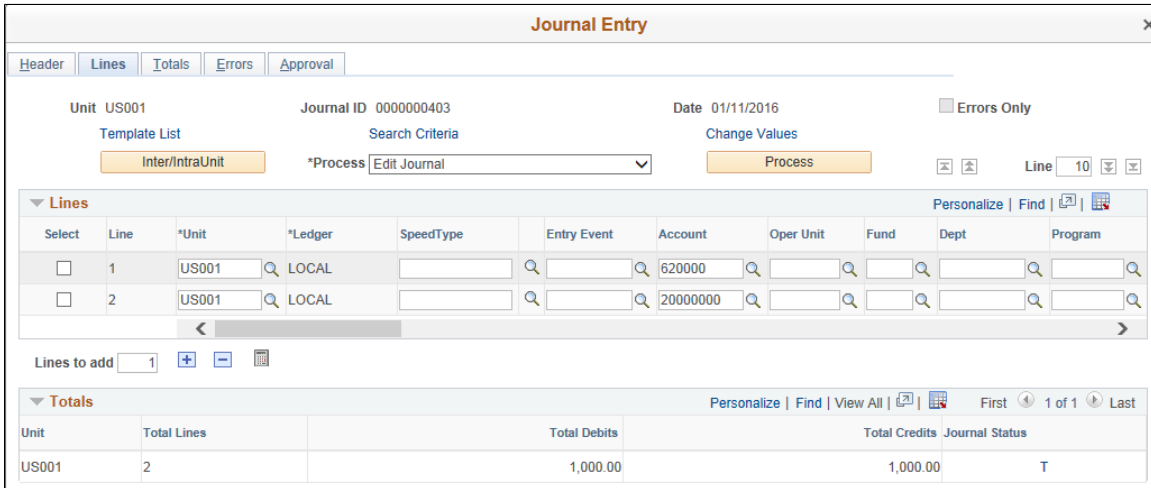 Journal Entry
Header Lines Totals Errors Approval
Unit US001 Journal ID 0000000403 Date 01/11/2016 Errors Only
Template List Search Criteria Change Values
Inter/IntraUnit *Process Edit Journal Process Line 10
Lines Personalize | Find |
Select Line *Unit *Ledger SpeedType Entry Event Account Oper Unit Fund Dept Program
1 US001 LOCAL 620000
2 US001 LOCAL 20000000
Lines to add 1
Totals Personalize | Find | View All | First 1 of 1 Last
Unit Total Lines Total Debits Total Credits Journal Status
US001 2 1,000.00 1,000.00 T